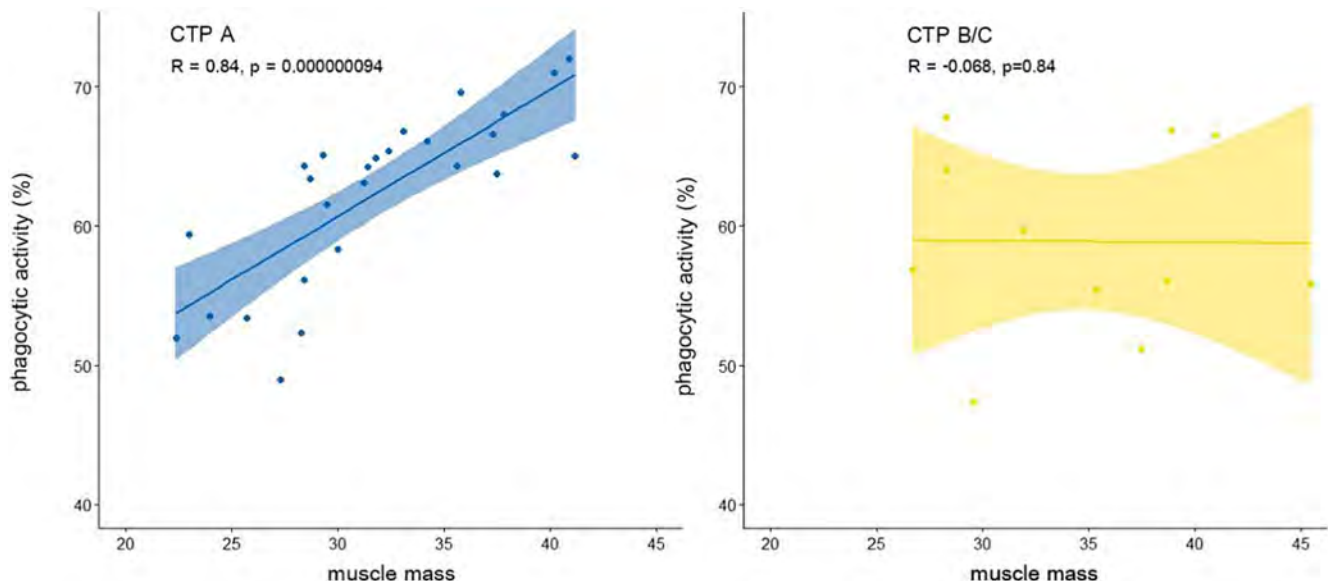 CTP A
R = 0.84, p = 0.000000094
phagocytic activity (%)
70
60
50
40
20
25
30
35
40
45
muscle mass
CTP B/C
R = -0.068, p=0.84
phagocytic activity (%)
70
60
50
40
20
25
30
35
40
45
muscle mass